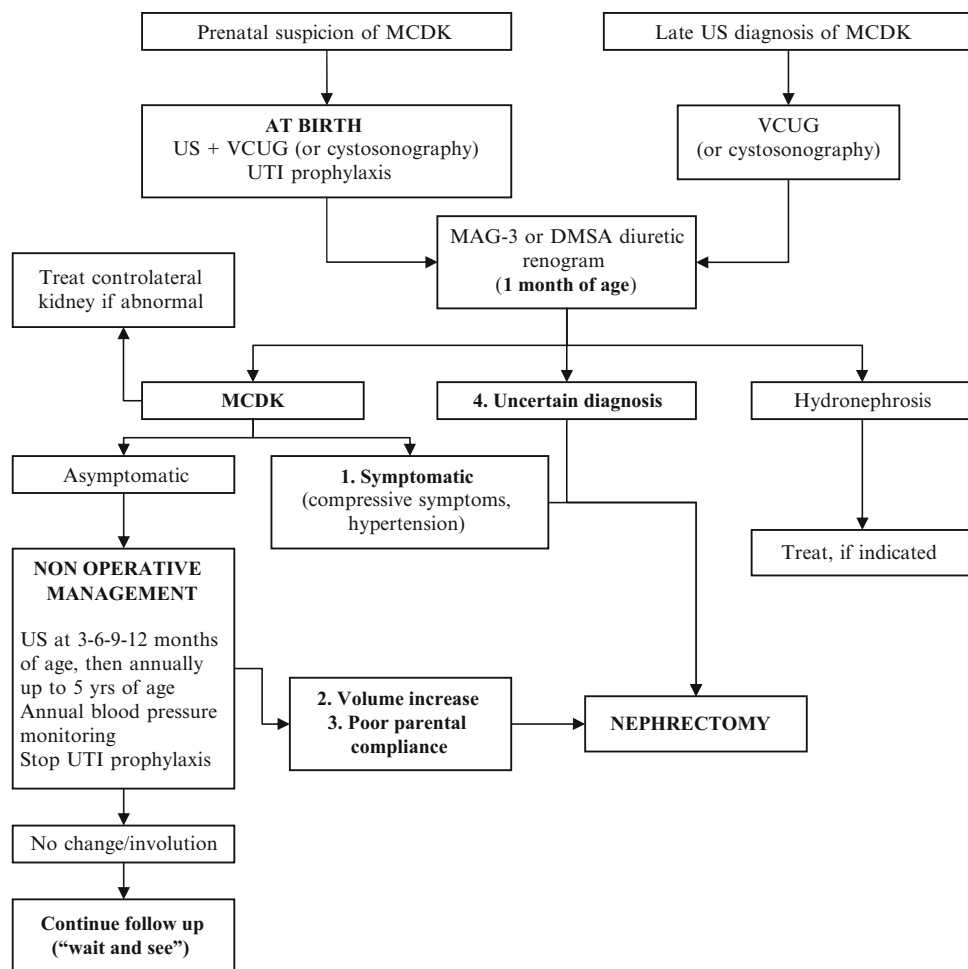 Prenatal suspicion of MCDK
Late US diagnosis of MCDK
AT BIRTH
US + VCUG (or cystosonography)
UTI prophylaxis
VCUG
(or cystosonography)
MAG-3 or DMSA diuretic
renogram
(1 month of age)
Treat controlateral
kidney if abnormal
MCDK
4. Uncertain diagnosis
Hydronephrosis
Asymptomatic
1. Symptomatic
(compressive symptoms,
hypertension)
Treat, if indicated
NON OPERATIVE
MANAGEMENT
US at 3-6-9-12 months
of age, then annually
up to 5 yrs of age
Annual blood pressure
monitoring
Stop UTI prophylaxis
2. Volume increase
3. Poor parental
compliance
NEPHRECTOMY
No change/involution
Continue follow up
(“wait and see”)